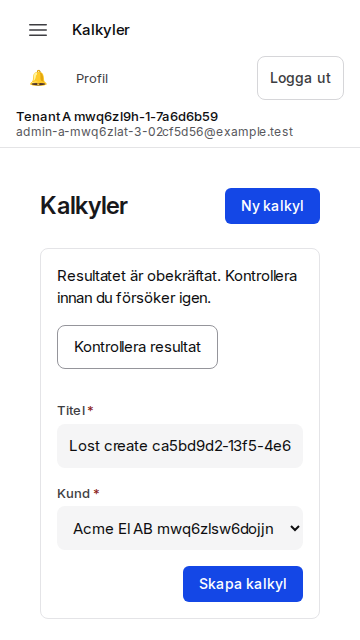 Kalkyler
Profil
Logga ut
Tenant A mwq6zl9h-1-7a6d6b59
admin-a-mwq6zlat-3-02cf5d56@example.test
Kalkyler
Ny kalkyl
Resultatet är obekräftat. Kontrollera
innan du försöker igen.
Kontrollera resultat
Titel *
Lost create ca5bd9d2-13f5-4e6
Kund *
Acme El AB mwq6zlsw6dojjn
Skapa kalkyl